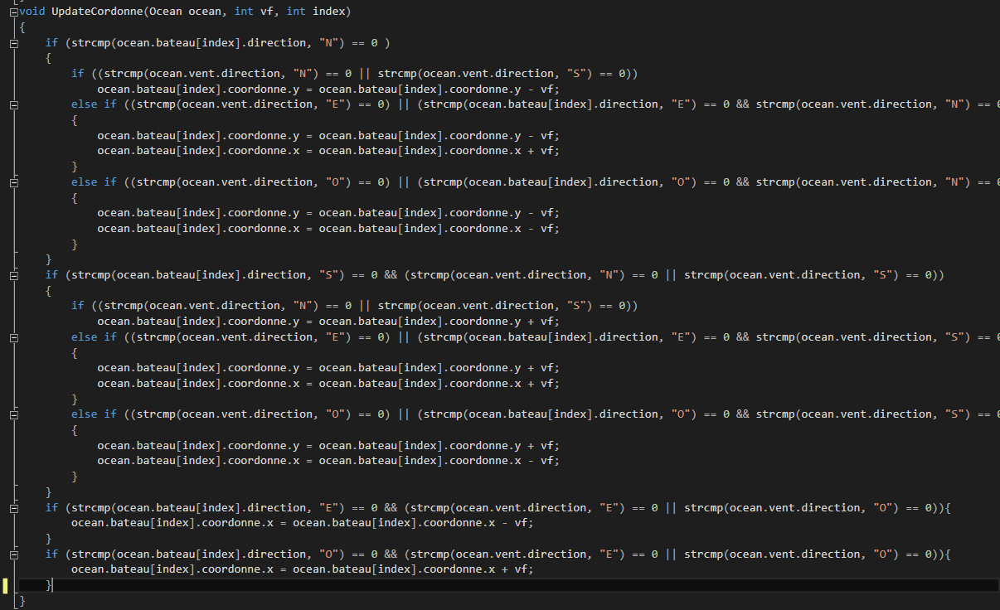 void UpdateCordonne(Ocean ocean, int vf, int index)
{
    if (strcmp(ocean.bateau[index].direction, "N") == 0 )
    {
        if ((strcmp(ocean.vent.direction, "N") == 0 || strcmp(ocean.vent.direction, "S") == 0))
            ocean.bateau[index].coordonne.y = ocean.bateau[index].coordonne.y - vf;
        else if ((strcmp(ocean.vent.direction, "E") == 0) || (strcmp(ocean.bateau[index].direction, "E") == 0 && strcmp(ocean.vent.direction, "N") == 0
        {
            ocean.bateau[index].coordonne.y = ocean.bateau[index].coordonne.y - vf;
            ocean.bateau[index].coordonne.x = ocean.bateau[index].coordonne.x + vf;
        }
        else if ((strcmp(ocean.vent.direction, "O") == 0) || (strcmp(ocean.bateau[index].direction, "O") == 0 && strcmp(ocean.vent.direction, "N") == 0
        {
            ocean.bateau[index].coordonne.y = ocean.bateau[index].coordonne.y - vf;
            ocean.bateau[index].coordonne.x = ocean.bateau[index].coordonne.x - vf;
        }
    }
    if (strcmp(ocean.bateau[index].direction, "S") == 0 && (strcmp(ocean.vent.direction, "N") == 0 || strcmp(ocean.vent.direction, "S") == 0))
    {
        if ((strcmp(ocean.vent.direction, "N") == 0 || strcmp(ocean.vent.direction, "S") == 0))
            ocean.bateau[index].coordonne.y = ocean.bateau[index].coordonne.y + vf;
        else if ((strcmp(ocean.vent.direction, "E") == 0) || (strcmp(ocean.bateau[index].direction, "E") == 0 && strcmp(ocean.vent.direction, "S") == 0
        {
            ocean.bateau[index].coordonne.y = ocean.bateau[index].coordonne.y + vf;
            ocean.bateau[index].coordonne.x = ocean.bateau[index].coordonne.x + vf;
        }
        else if ((strcmp(ocean.vent.direction, "O") == 0) || (strcmp(ocean.bateau[index].direction, "O") == 0 && strcmp(ocean.vent.direction, "S") == 0
        {
            ocean.bateau[index].coordonne.y = ocean.bateau[index].coordonne.y + vf;
            ocean.bateau[index].coordonne.x = ocean.bateau[index].coordonne.x - vf;
        }
    }
    if (strcmp(ocean.bateau[index].direction, "E") == 0 && (strcmp(ocean.vent.direction, "E") == 0 || strcmp(ocean.vent.direction, "O") == 0)){
        ocean.bateau[index].coordonne.x = ocean.bateau[index].coordonne.x - vf;
    }
    if (strcmp(ocean.bateau[index].direction, "O") == 0 && (strcmp(ocean.vent.direction, "E") == 0 || strcmp(ocean.vent.direction, "O") == 0)){
        ocean.bateau[index].coordonne.x = ocean.bateau[index].coordonne.x + vf;
    }
}